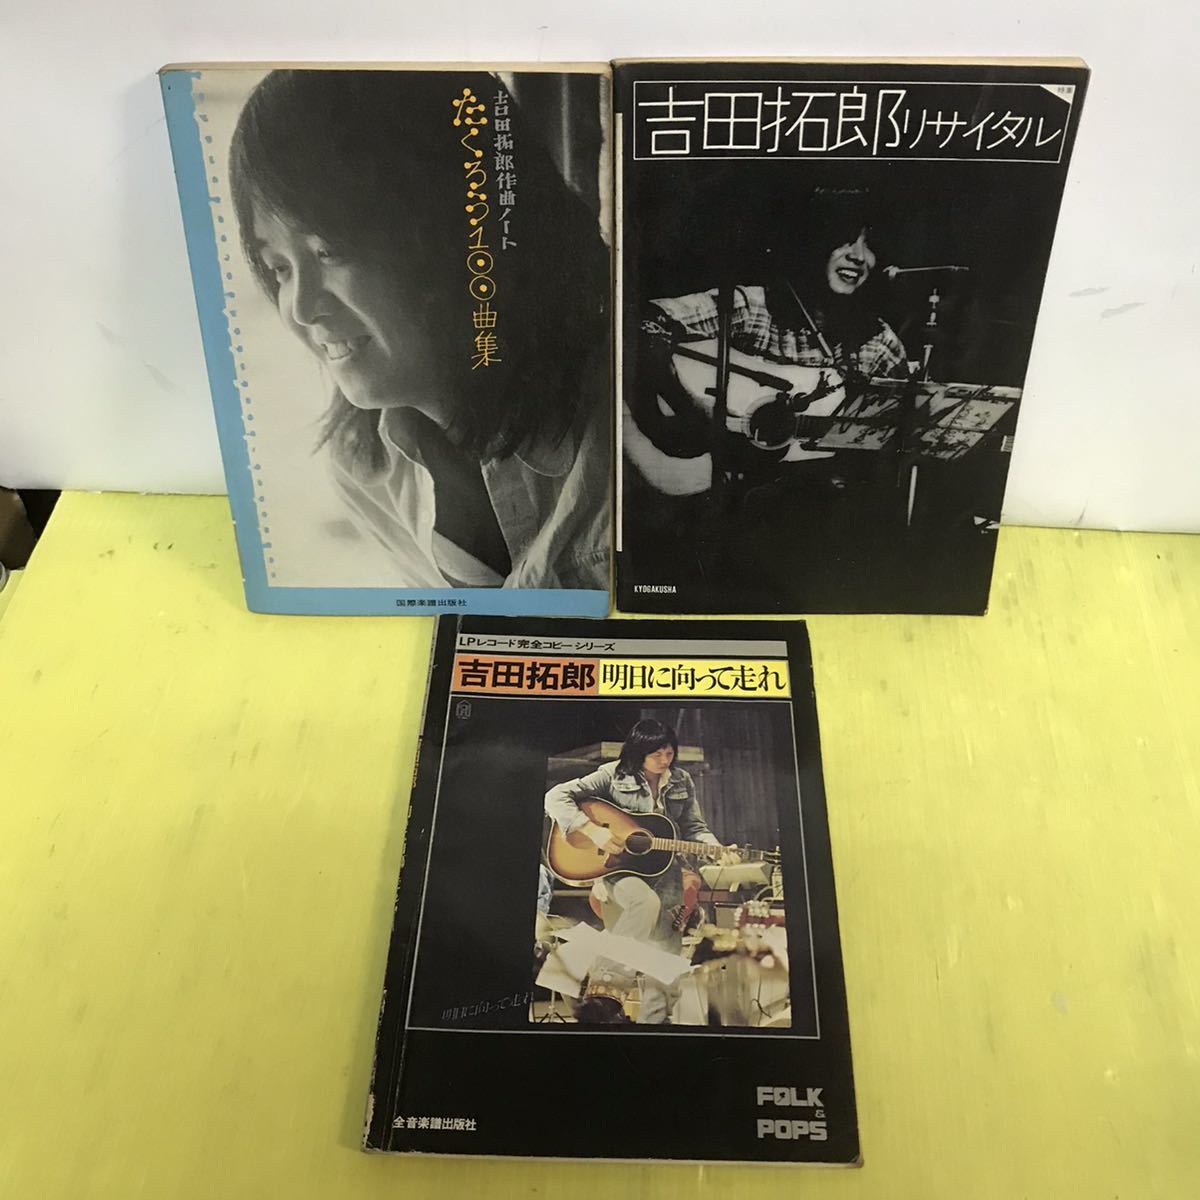 吉田拓郎作曲ノート
たくろう100曲集
国際楽譜出版社
特集
吉田拓郎リサイタル
KYOGAKUSHA
LPレコード完全コピーシリーズ
吉田拓郎 明日に向って走れ
明日に向って走れ
FOLK
&
POPS
全音楽譜出版社